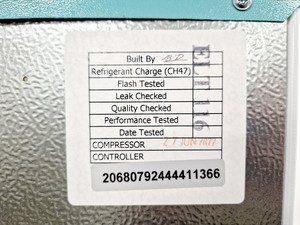 Built By
Refrigerant Charge (CH47)
Flash Tested
Leak Checked
Quality Checked
Performance Tested
Date Tested
COMPRESSOR
CONTROLLER
20680792444411366